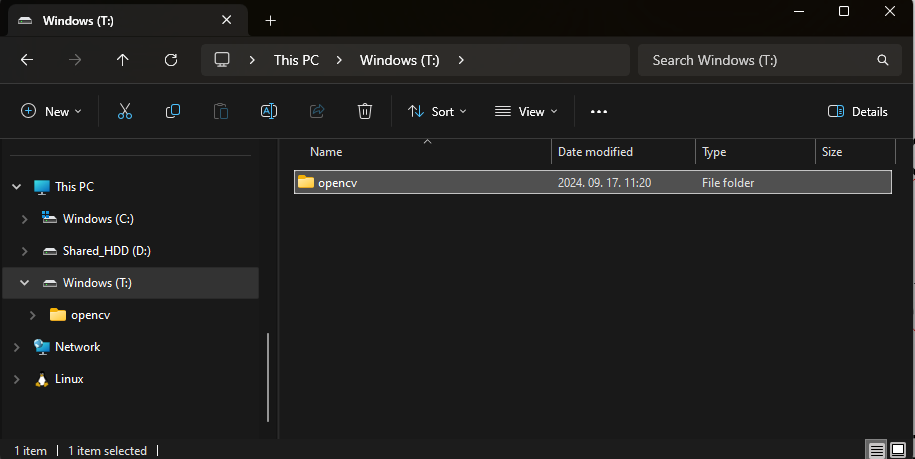 Windows (T:)
This PC Windows (T:) Search Windows (T:)
New Sort View Details
Name Date modified Type Size
opencv 2024. 09. 17. 11:20 File folder
This PC
Windows (C:)
Shared_HDD (D:)
Windows (T:)
opencv
Network
Linux
1 item 1 item selected